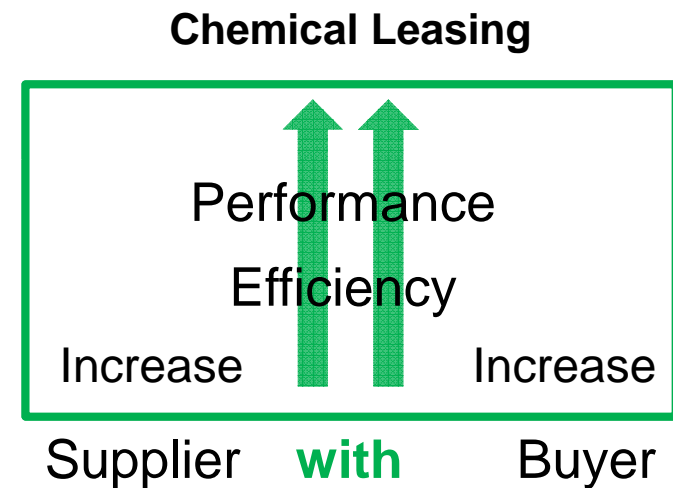 Chemical Leasing
Performance
Efficiency
Increase Increase
Supplier with Buyer